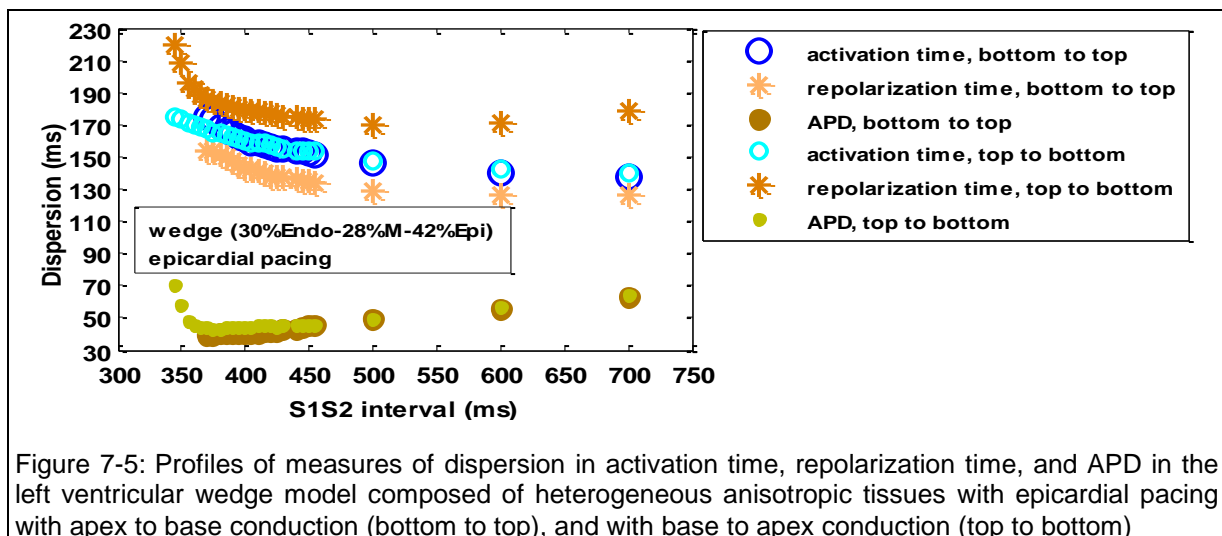 230
210
190
170
150
130
110
90
70
50
30
Dispersion (ms)
wedge (30%Endo-28%M-42%Epi)
epicardial pacing
300 350 400 450 500 550 600 650 700 750
S1S2 interval (ms)
activation time, bottom to top
repolarization time, bottom to top
APD, bottom to top
activation time, top to bottom
repolarization time, top to bottom
APD, top to bottom
Figure 7-5: Profiles of measures of dispersion in activation time, repolarization time, and APD in the
left ventricular wedge model composed of heterogeneous anisotropic tissues with epicardial pacing
with apex to base conduction (bottom to top), and with base to apex conduction (top to bottom)